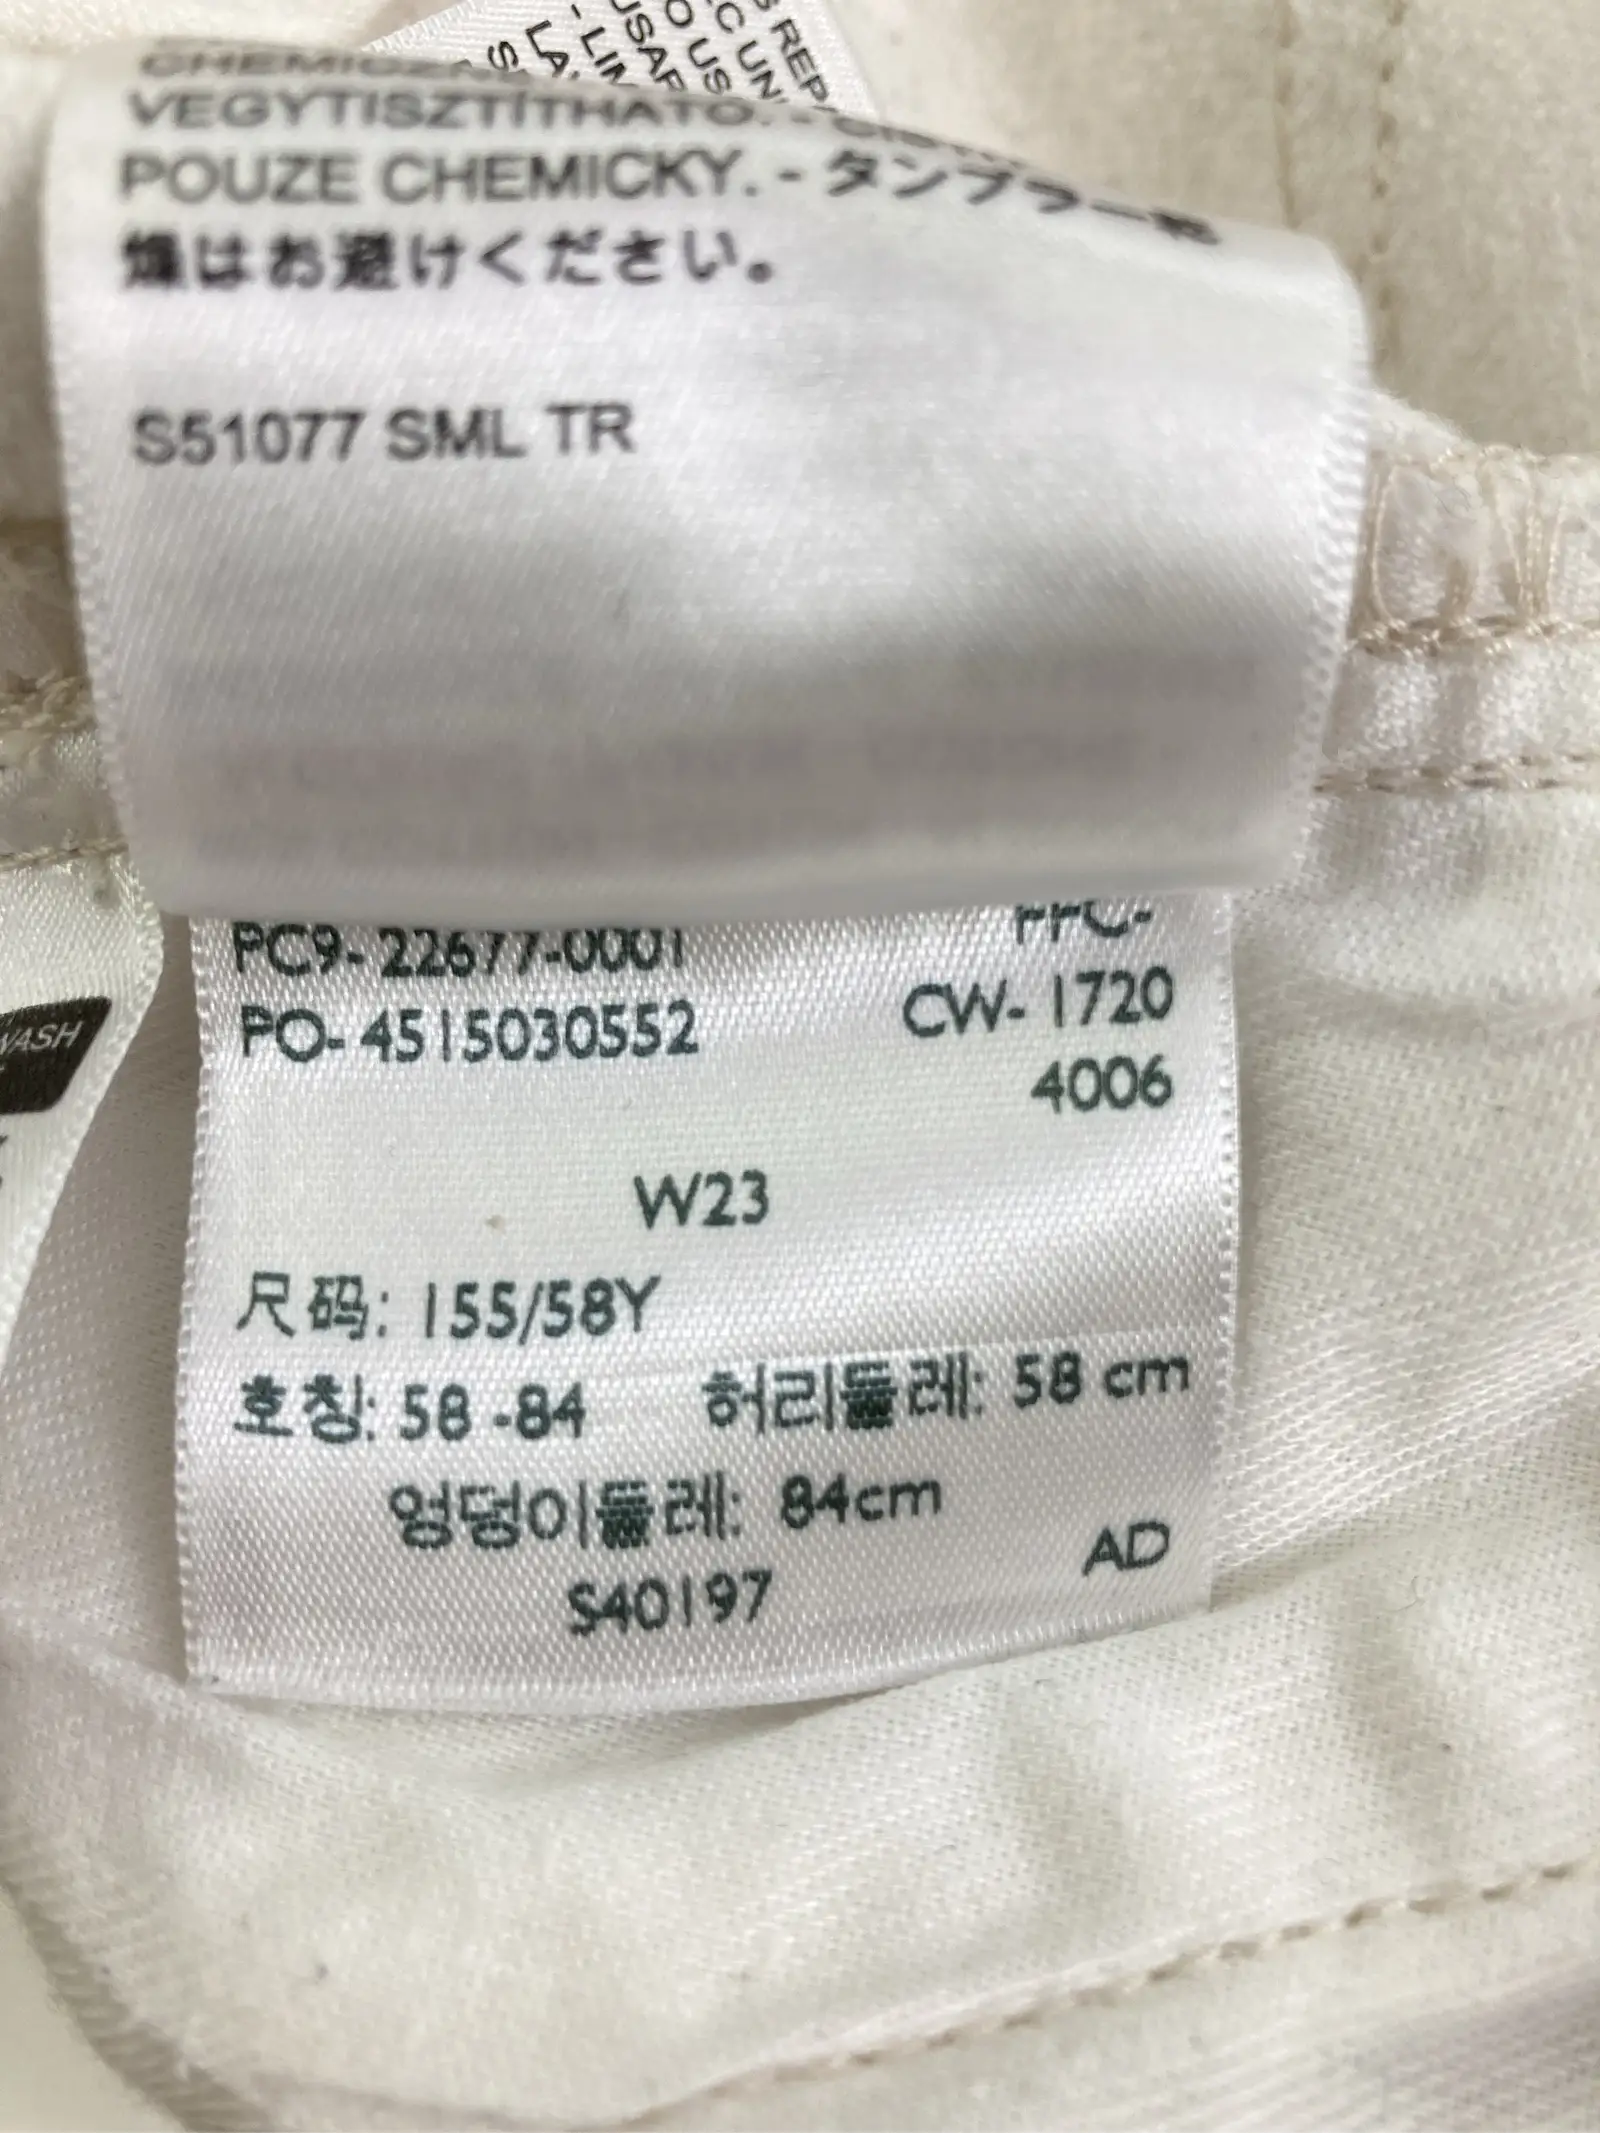 VEGYTISZTÍTHATÓ. -
POUZE CHEMICKY. - タンブラー乾
燥はお避けください。
S51077 SML TR
PC9- 22677-0001
PO- 4515030552
CW- 1720
4006
W23
尺码: 155/58Y
호칭: 58 -84 허리둘레: 58 cm
엉덩이둘레: 84cm
AD
S40197